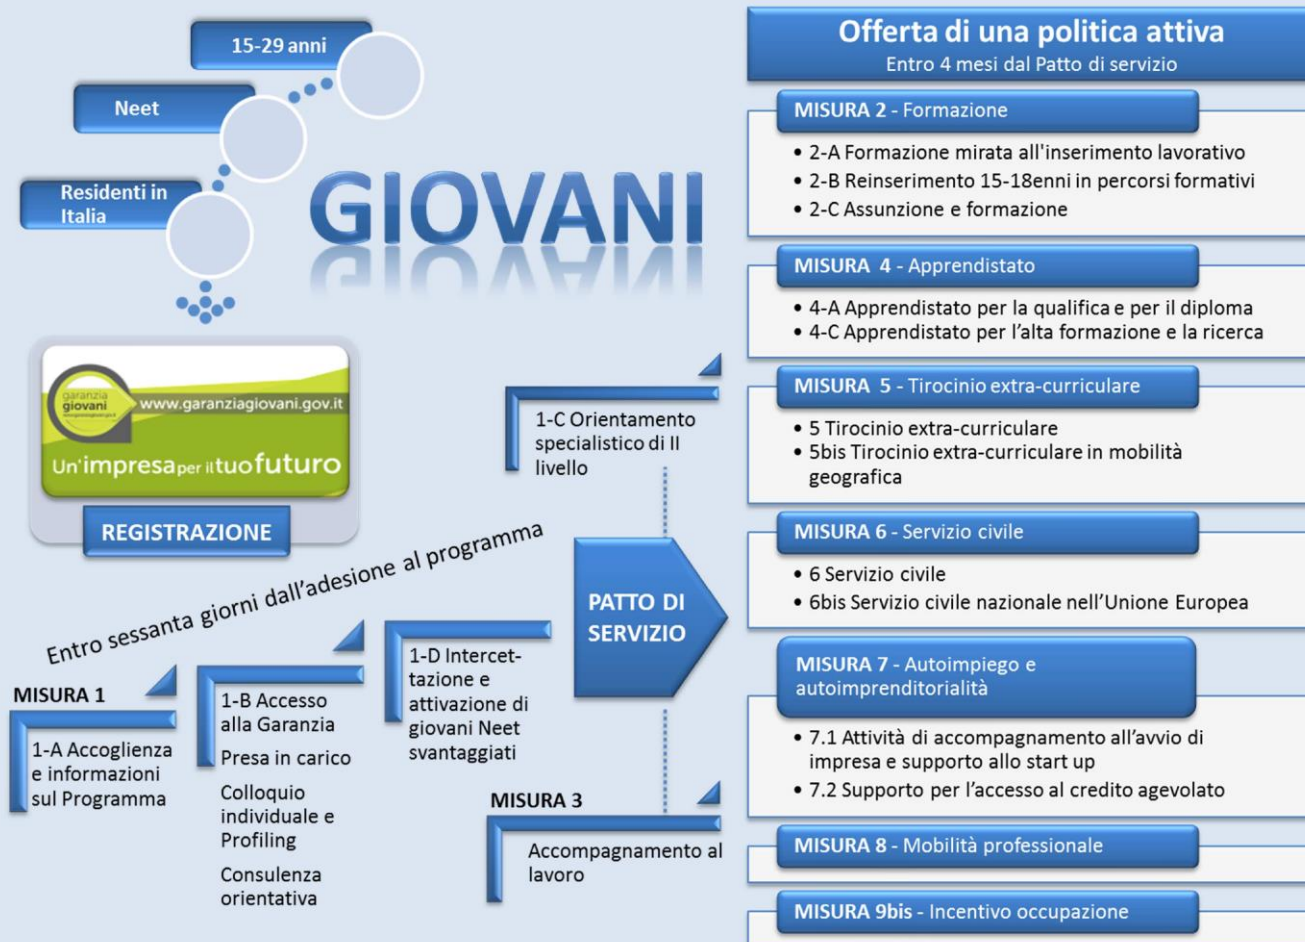 15-29 anni
Neet
Residenti in
Italia
GIOVANI
garanzia
giovani
www.garanziagiovani.gov.it
Un'impresa per il tuo futuro
REGISTRAZIONE
Entro sessanta giorni dall'adesione al programma
MISURA 1
1-A Accoglienza
e informazioni
sul Programma
1-B Accesso
alla Garanzia
Presa in carico
Colloquio
individuale e
Profiling
Consulenza
orientativa
1-D Intercet-
tazione e
attivazione di
giovani Neet
svantaggiati
1-C Orientamento
specialistico di II
livello
PATTO DI
SERVIZIO
MISURA 3
Accompagnamento al
lavoro
Offerta di una politica attiva
Entro 4 mesi dal Patto di servizio
MISURA 2 - Formazione
• 2-A Formazione mirata all'inserimento lavorativo
• 2-B Reinserimento 15-18enni in percorsi formativi
• 2-C Assunzione e formazione
MISURA 4 - Apprendistato
• 4-A Apprendistato per la qualifica e per il diploma
• 4-C Apprendistato per l'alta formazione e la ricerca
MISURA 5 - Tirocinio extra-curriculare
• 5 Tirocinio extra-curriculare
• 5bis Tirocinio extra-curriculare in mobilità
geografica
MISURA 6 - Servizio civile
• 6 Servizio civile
• 6bis Servizio civile nazionale nell'Unione Europea
MISURA 7 - Autoimpiego e
autoimprenditorialità
• 7.1 Attività di accompagnamento all'avvio di
impresa e supporto allo start up
• 7.2 Supporto per l'accesso al credito agevolato
MISURA 8 - Mobilità professionale
MISURA 9bis - Incentivo occupazione